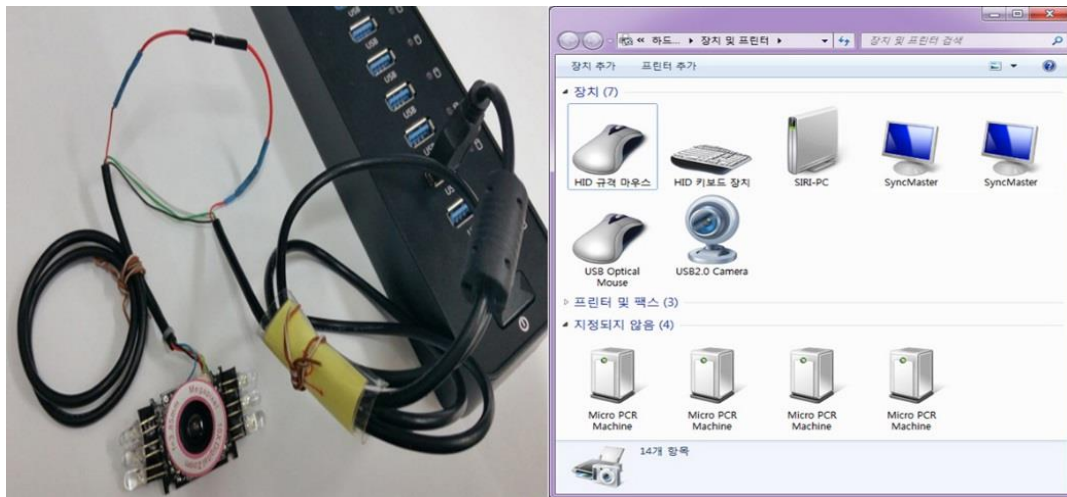 USB
USB
USB
USB
USB
US
Megapixel
« 하드... ▸ 장치 및 프린터 ▸
장치 및 프린터 검색
장치 추가 프린터 추가
장치 (7)
HID 규격 마우스
HID 키보드 장치
SIRI-PC
SyncMaster
SyncMaster
USB Optical
Mouse
USB2.0 Camera
프린터 및 팩스 (3)
지정되지 않음 (4)
Micro PCR
Machine
Micro PCR
Machine
Micro PCR
Machine
Micro PCR
Machine
14개 항목